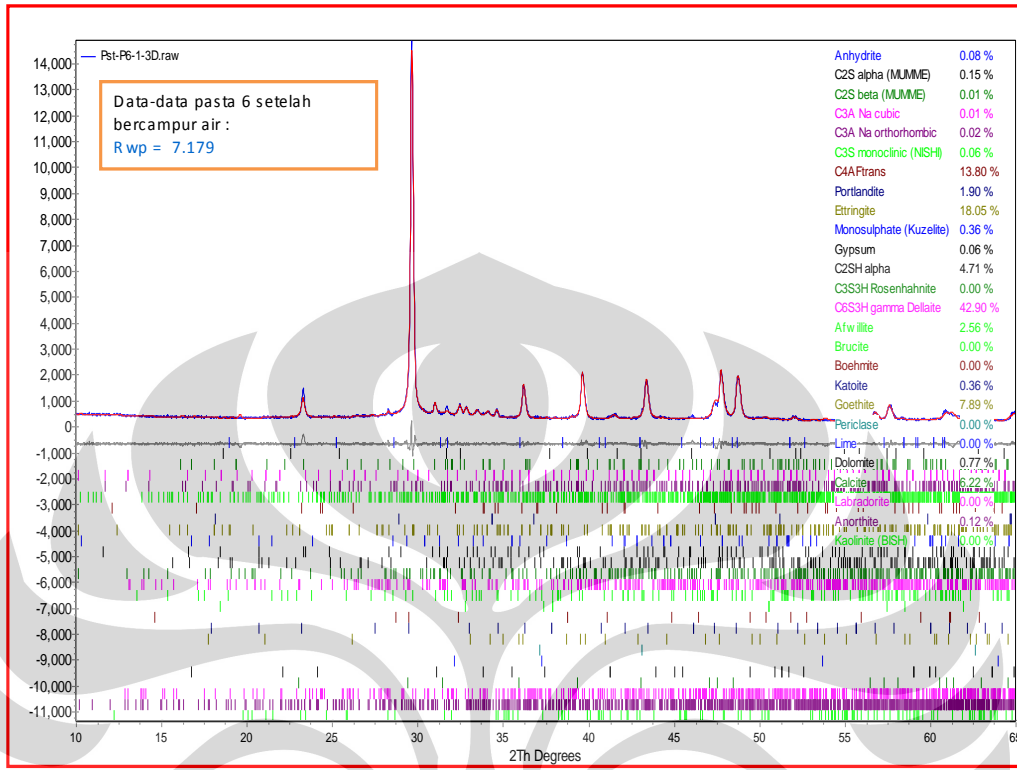 Pst-P6-1-3D.raw
Data-data pasta 6 setelah
bercampur air :
Rwp = 7.179
Anhydrite 0.08 %
C2S alpha (MUMME) 0.15 %
C2S beta (MUMME) 0.01 %
C3A Na cubic 0.01 %
C3A Na orthorhombic 0.02 %
C3S monoclinic (NISHI) 0.06 %
C4AFtrans 13.80 %
Portlandite 1.90 %
Ettringite 18.05 %
Monosulphate (Kuzelite) 0.36 %
Gypsum 0.06 %
C2SH alpha 4.71 %
C3S3H Rosenhahnite 0.00 %
C6S3H gamma Dellaite 42.90 %
Afwillite 2.56 %
Brucite 0.00 %
Boehmite 0.00 %
Katoite 0.36 %
Goethite 7.89 %
Periclase 0.00 %
Lime 0.00 %
Dolomite 0.77 %
Calcite 6.22 %
Labradorite 0.00 %
Anorthite 0.12 %
Kaolinite (BISH) 0.00 %
14,000
13,000
12,000
11,000
10,000
9,000
8,000
7,000
6,000
5,000
4,000
3,000
2,000
1,000
0
-1,000
-2,000
-3,000
-4,000
-5,000
-6,000
-7,000
-8,000
-9,000
-10,000
-11,000
10 15 20 25 30 35 40 45 50 55 60 65
2Th Degrees